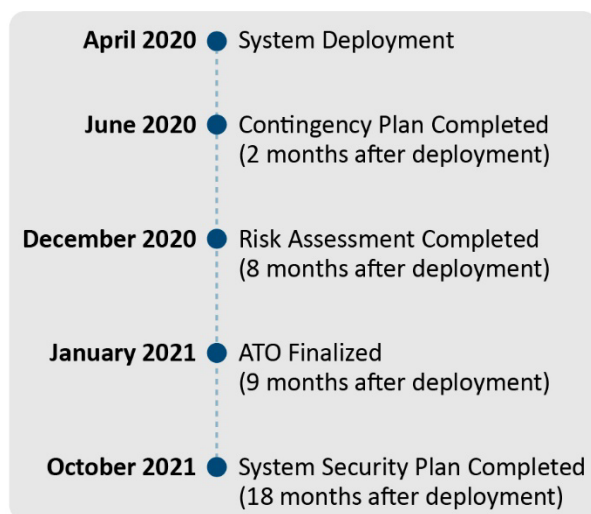 April 2020 System Deployment
June 2020 Contingency Plan Completed
(2 months after deployment)
December 2020 Risk Assessment Completed
(8 months after deployment)
January 2021 ATO Finalized
(9 months after deployment)
October 2021 System Security Plan Completed
(18 months after deployment)